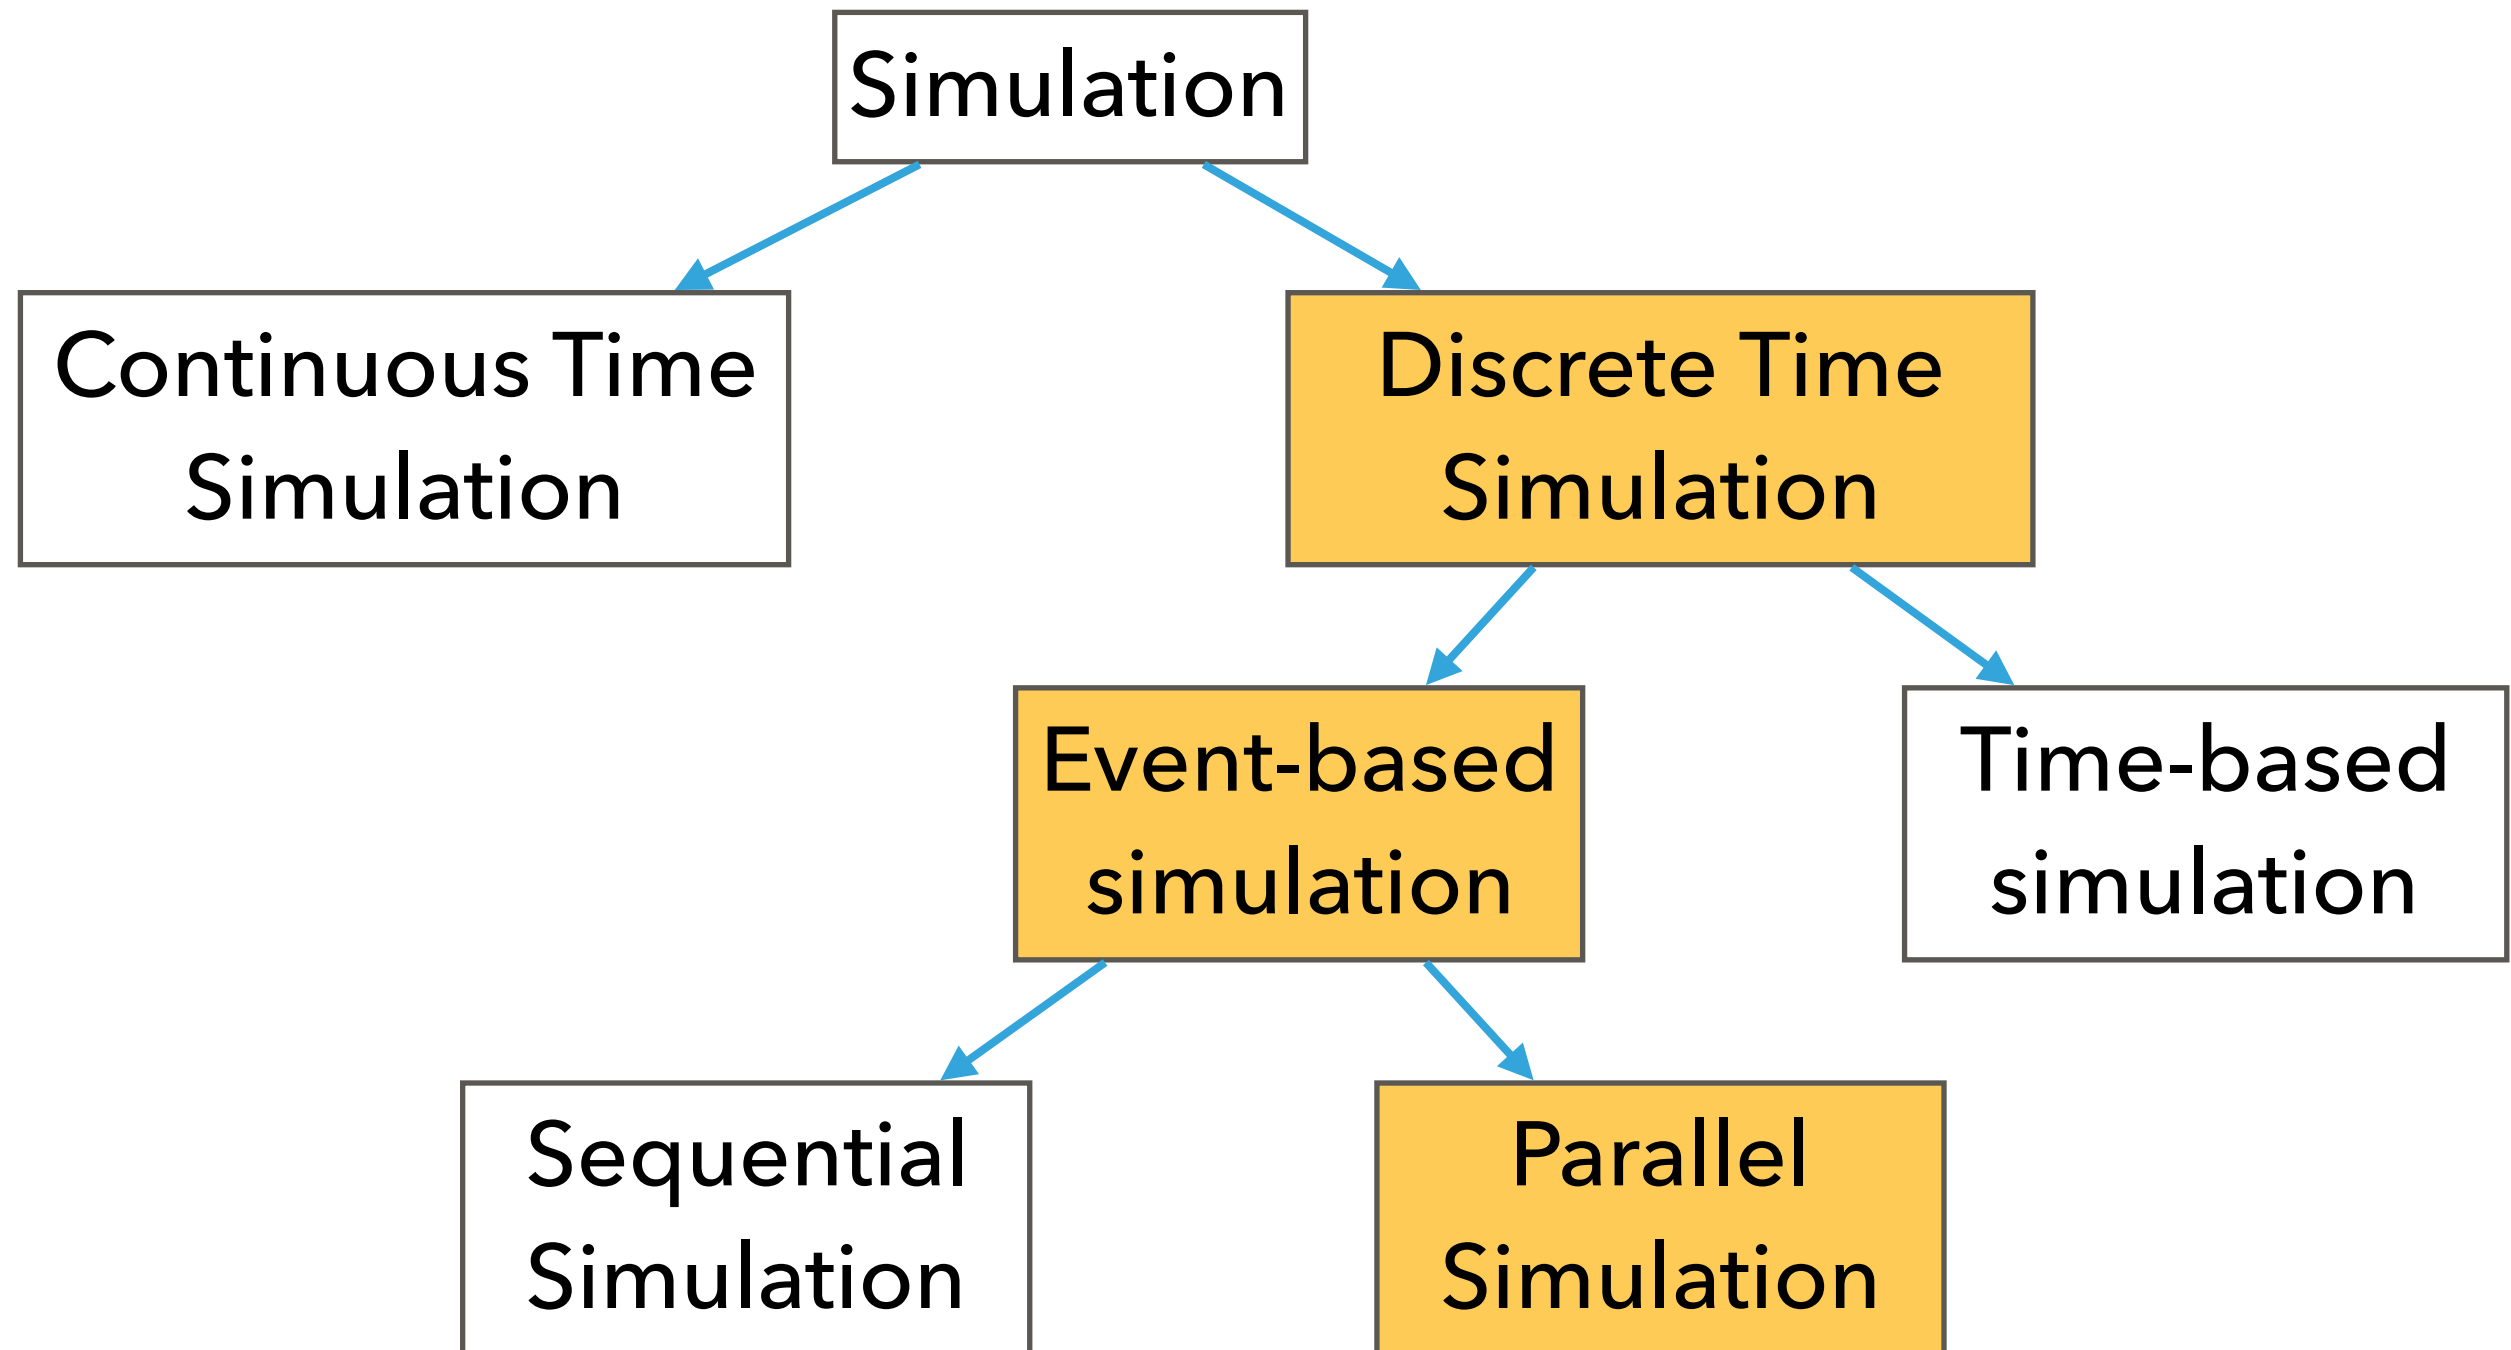 Simulation
Continuous Time
Simulation
Discrete Time
Simulation
Event-based
simulation
Time-based
simulation
Sequential
Simulation
Parallel
Simulation